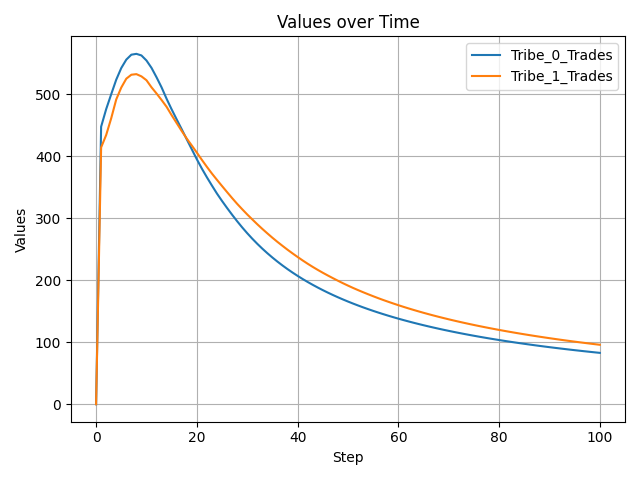 Values over Time
Tribe_0_Trades
Tribe_1_Trades
Values
500
400
300
200
100
0
0 20 40 60 80 100
Step